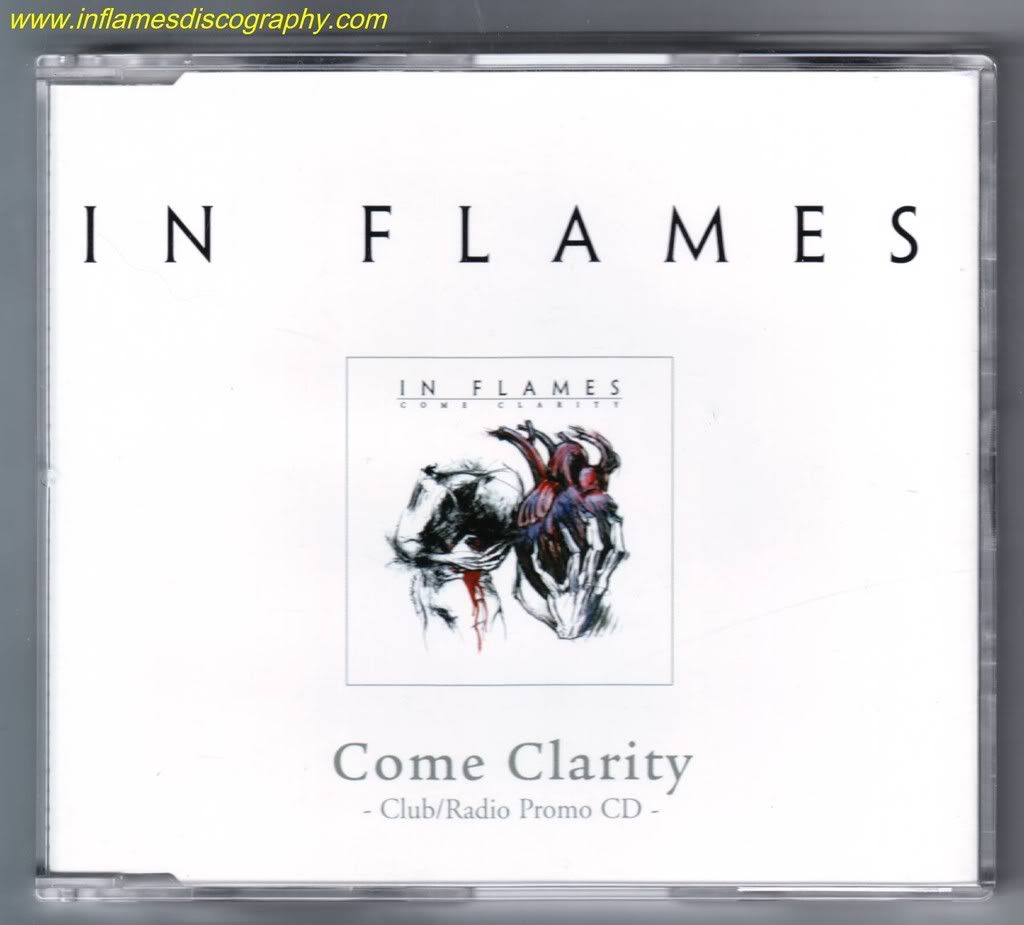 www.inflamesdiscography.com
IN FLAMES
IN FLAMES
COME CLARITY
Come Clarity
- Club/Radio Promo CD -